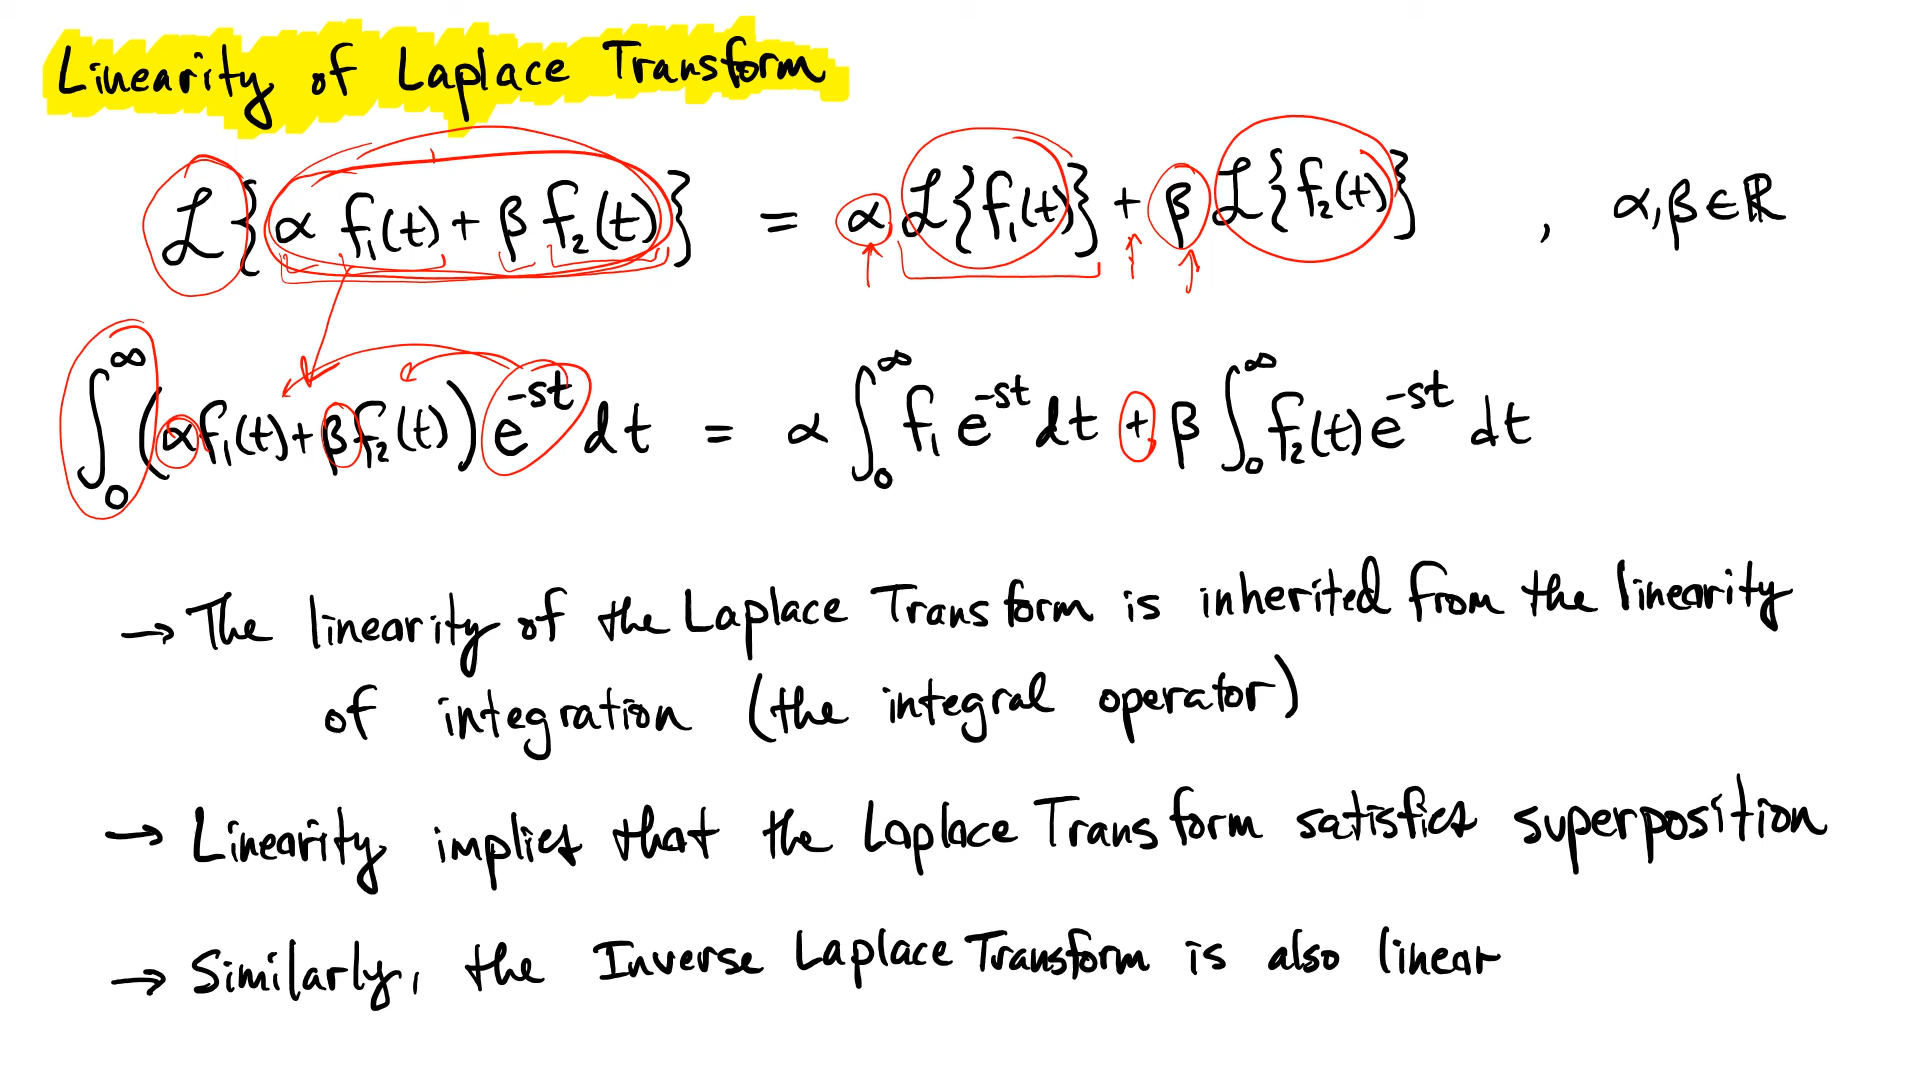 Linearity of Laplace Transform
ℒ{α f₁(t) + β f₂(t)} = α ℒ{f₁(t)} + β ℒ{f₂(t)} , α,β ∈ ℝ
∫₀^∞ (αf₁(t)+βf₂(t)) e^{-st} dt = α ∫₀^∞ f₁ e^{-st} dt + β ∫₀^∞ f₂(t) e^{-st} dt
→ The linearity of the Laplace Transform is inherited from the linearity
of integration (the integral operator)
→ Linearity implies that the Laplace Transform satisfies superposition
→ Similarly, the Inverse Laplace Transform is also linear